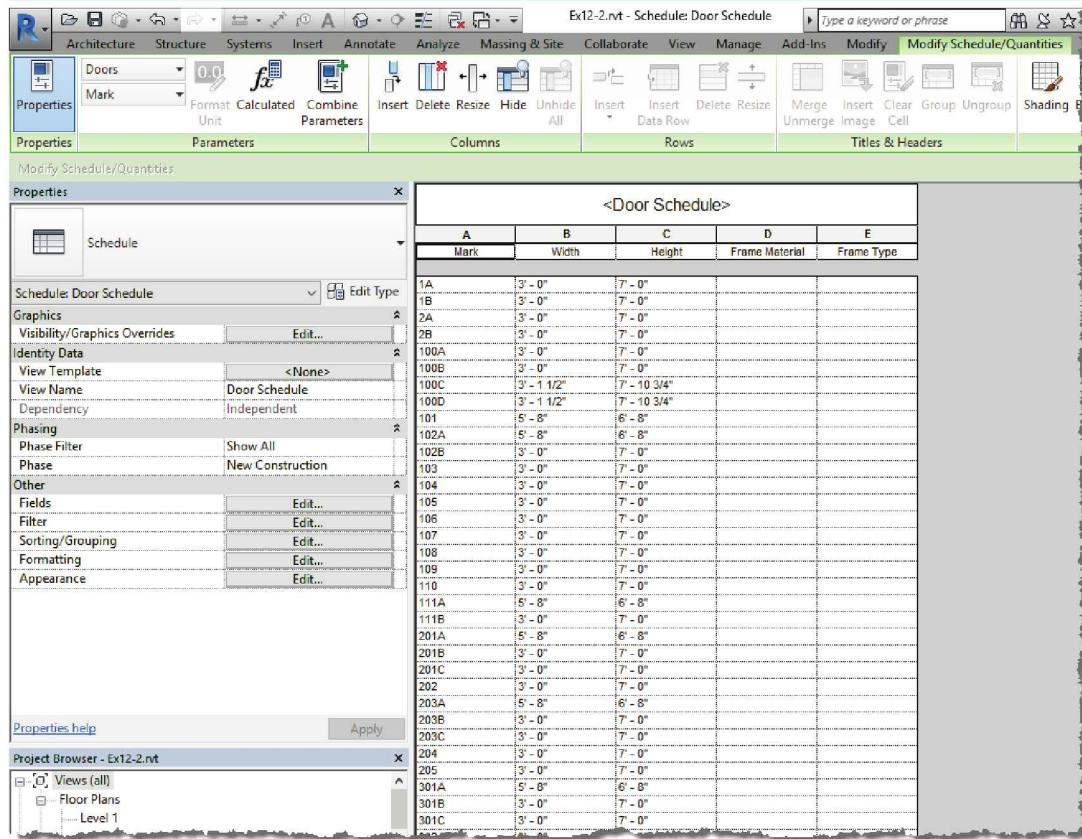 Ex12-2.rvt - Schedule: Door Schedule
Type a keyword or phrase
Architecture Structure Systems Insert Annotate Analyze Massing & Site Collaborate View Manage Add-Ins Modify Modify Schedule/Quantities
Properties
Doors
Mark
0.0
Format Unit
fx Calculated
Combine Parameters
Insert Delete Resize Hide Unhide All
Insert Insert Data Row Delete Resize
Merge Unmerge Insert Image Clear Cell Group Ungroup
Shading
Properties Parameters Columns Rows Titles & Headers
Modify Schedule/Quantities
Properties X
Schedule
Schedule: Door Schedule Edit Type
Graphics
Visibility/Graphics Overrides Edit...
Identity Data
View Template <None>
View Name Door Schedule
Dependency Independent
Phasing
Phase Filter Show All
Phase New Construction
Other
Fields Edit...
Filter Edit...
Sorting/Grouping Edit...
Formatting Edit...
Appearance Edit...
Properties help Apply
Project Browser - Ex12-2.rvt X
Views (all)
Floor Plans
Level 1
<Door Schedule>
A B C D E
Mark Width Height Frame Material Frame Type
1A 3' - 0" 7' - 0"
1B 3' - 0" 7' - 0"
2A 3' - 0" 7' - 0"
2B 3' - 0" 7' - 0"
100A 3' - 0" 7' - 0"
100B 3' - 0" 7' - 0"
100C 3' - 1 1/2" 7' - 10 3/4"
100D 3' - 1 1/2" 7' - 10 3/4"
101 5' - 8" 6' - 8"
102A 5' - 8" 6' - 8"
102B 3' - 0" 7' - 0"
103 3' - 0" 7' - 0"
104 3' - 0" 7' - 0"
105 3' - 0" 7' - 0"
106 3' - 0" 7' - 0"
107 3' - 0" 7' - 0"
108 3' - 0" 7' - 0"
109 3' - 0" 7' - 0"
110 3' - 0" 7' - 0"
111A 5' - 8" 6' - 8"
111B 3' - 0" 7' - 0"
201A 5' - 8" 6' - 8"
201B 3' - 0" 7' - 0"
201C 3' - 0" 7' - 0"
202 3' - 0" 7' - 0"
203A 5' - 8" 6' - 8"
203B 3' - 0" 7' - 0"
203C 3' - 0" 7' - 0"
204 3' - 0" 7' - 0"
205 3' - 0" 7' - 0"
301A 5' - 8" 6' - 8"
301B 3' - 0" 7' - 0"
301C 3' - 0" 7' - 0"